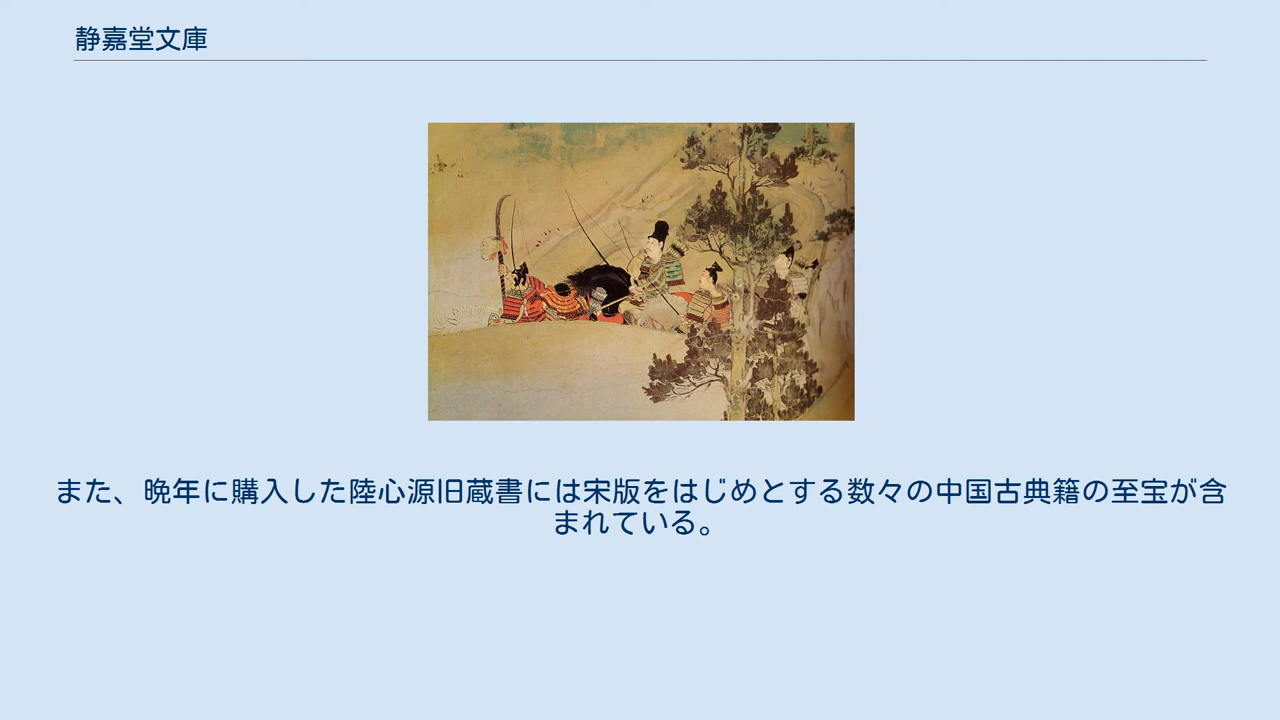 静嘉堂文庫
また、晩年に購入した陸心源旧蔵書には宋版をはじめとする数々の中国古典籍の至宝が含
まれている。